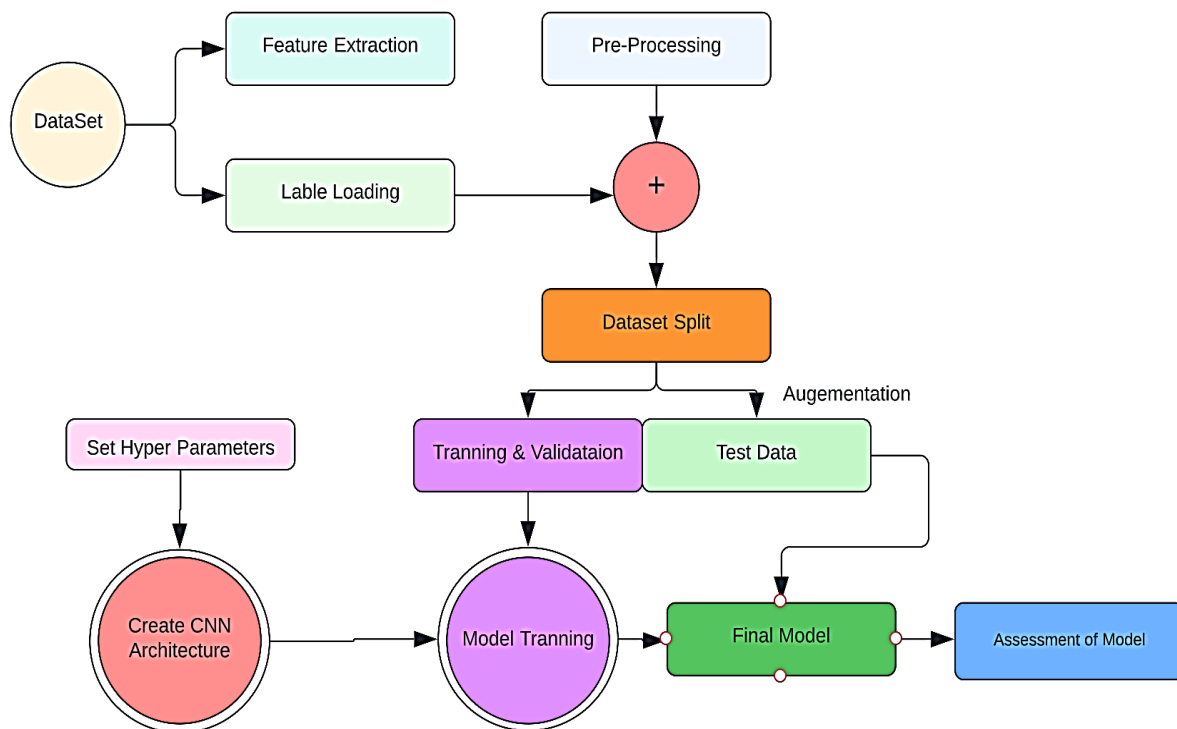 Feature Extraction
Pre-Processing
DataSet
Lable Loading
+
Dataset Split
Augementation
Set Hyper Parameters
Tranning & Validataion
Test Data
Create CNN
Architecture
Model Tranning
Final Model
Assessment of Model